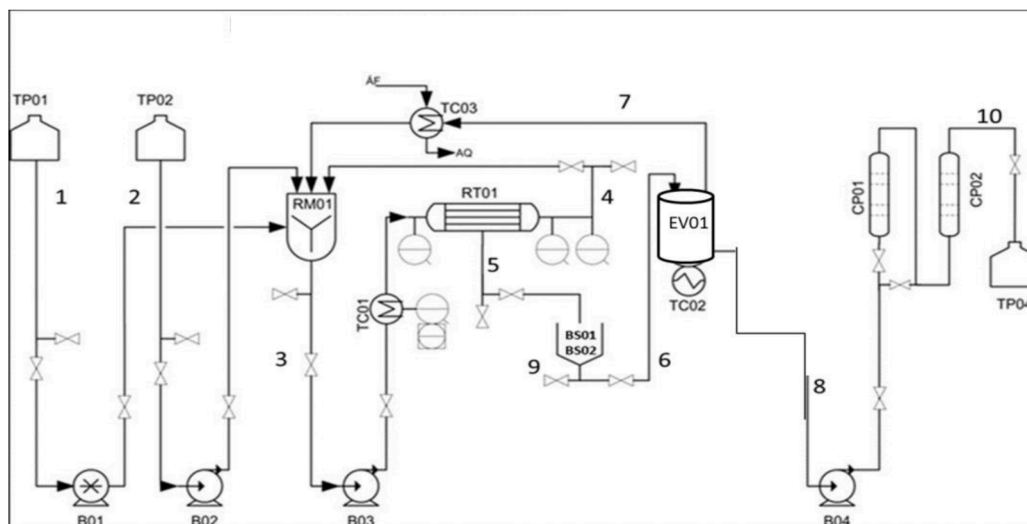 7
10
TP01
TP02
ÁF
TC03
AQ
CP01
CP02
1
2
RM01
RT01
4
EV01
5
TC02
TP04
TC01
3
BS01
BS02
9
6
8
B01
B02
B03
B04